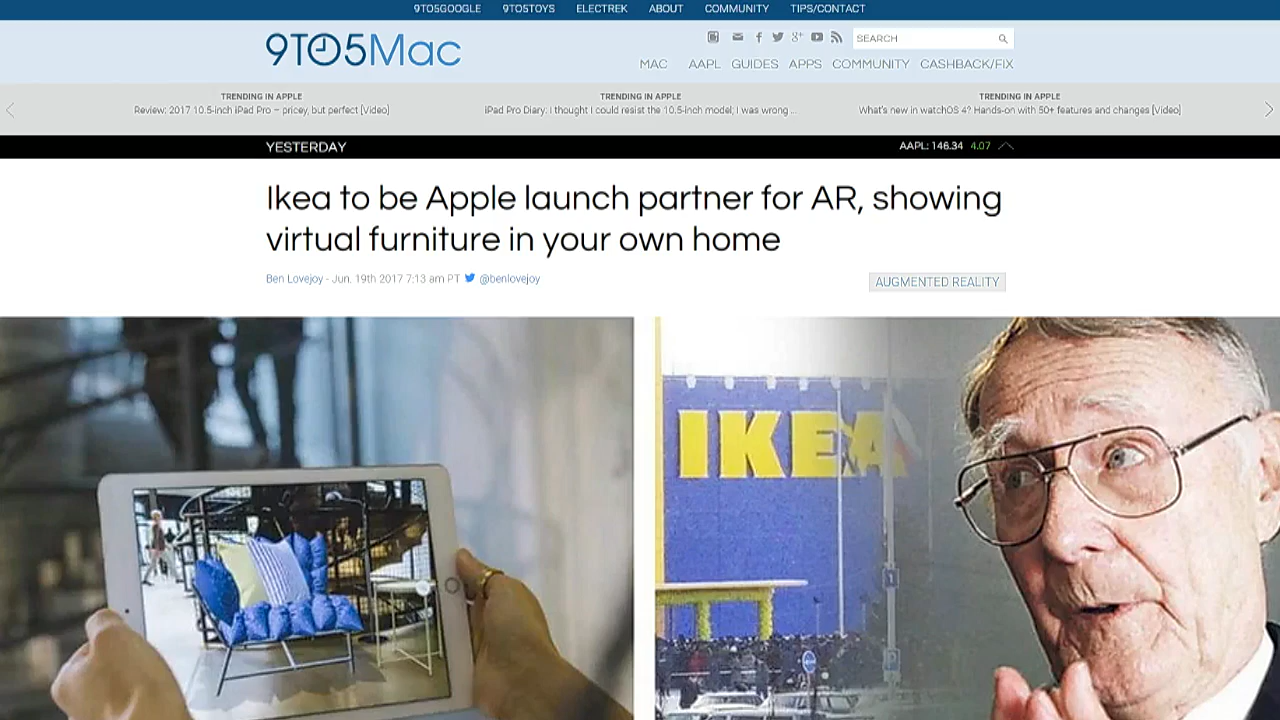 9TO5GOOGLE 9TO5TOYS ELECTREK ABOUT COMMUNITY TIPS/CONTACT
9TO5Mac
SEARCH
MAC AAPL GUIDES APPS COMMUNITY CASHBACK/FIX
TRENDING IN APPLE TRENDING IN APPLE TRENDING IN APPLE
Review: 2017 10.5-inch iPad Pro – pricey, but perfect [Video] iPad Pro Diary: I thought I could resist the 10.5-inch model; I was wrong ... What's new in watchOS 4? Hands-on with 50+ features and changes [Video]
YESTERDAY AAPL: 146.34 4.07
Ikea to be Apple launch partner for AR, showing
virtual furniture in your own home
Ben Lovejoy - Jun. 19th 2017 7:13 am PT @benlovejoy
AUGMENTED REALITY
IKEA
1
P